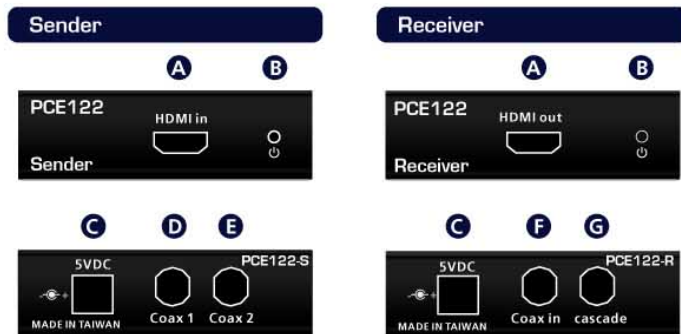 Sender
A B
PCE122
HDMI in
Sender
C D E
5VDC
PCE122-S
Coax 1 Coax 2
MADE IN TAIWAN
Receiver
A B
PCE122
HDMI out
Receiver
C F G
5VDC
PCE122-R
Coax in cascade
MADE IN TAIWAN